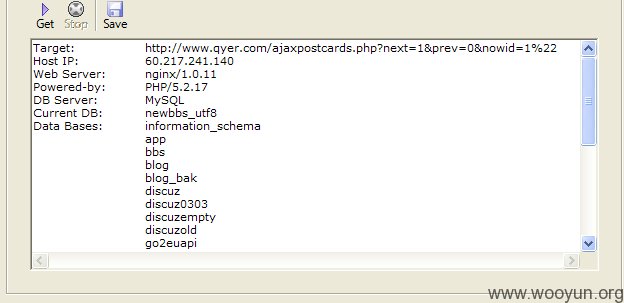 Get Stop Save
Target: http://www.qyer.com/ajaxpostcards.php?next=1&prev=0&nowid=1%22
Host IP: 60.217.241.140
Web Server: nginx/1.0.11
Powered-by: PHP/5.2.17
DB Server: MySQL
Current DB: newbbs_utf8
Data Bases: information_schema
app
bbs
blog
blog_bak
discuz
discuz0303
discuzempty
discuzold
go2euapi
www.wooyun.org